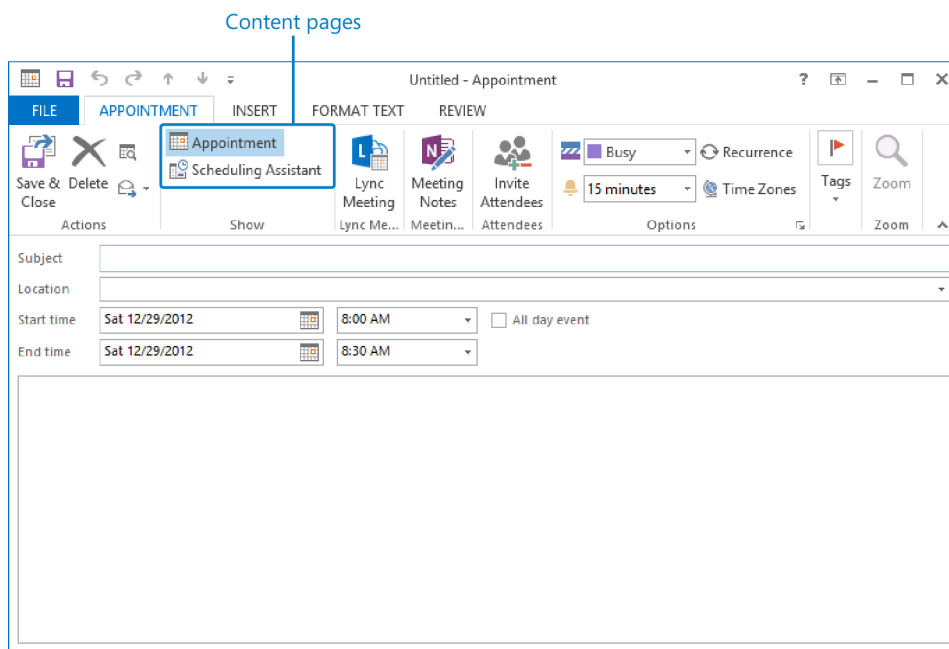 Content pages
Untitled - Appointment
?
FILE APPOINTMENT INSERT FORMAT TEXT REVIEW
Appointment
Scheduling Assistant
Save & Close
Delete
Lync Meeting
Meeting Notes
Invite Attendees
Busy
Recurrence
15 minutes
Time Zones
Tags
Zoom
Actions Show Lync Me... Meetin... Attendees Options Zoom
Subject
Location
Start time Sat 12/29/2012 8:00 AM All day event
End time Sat 12/29/2012 8:30 AM